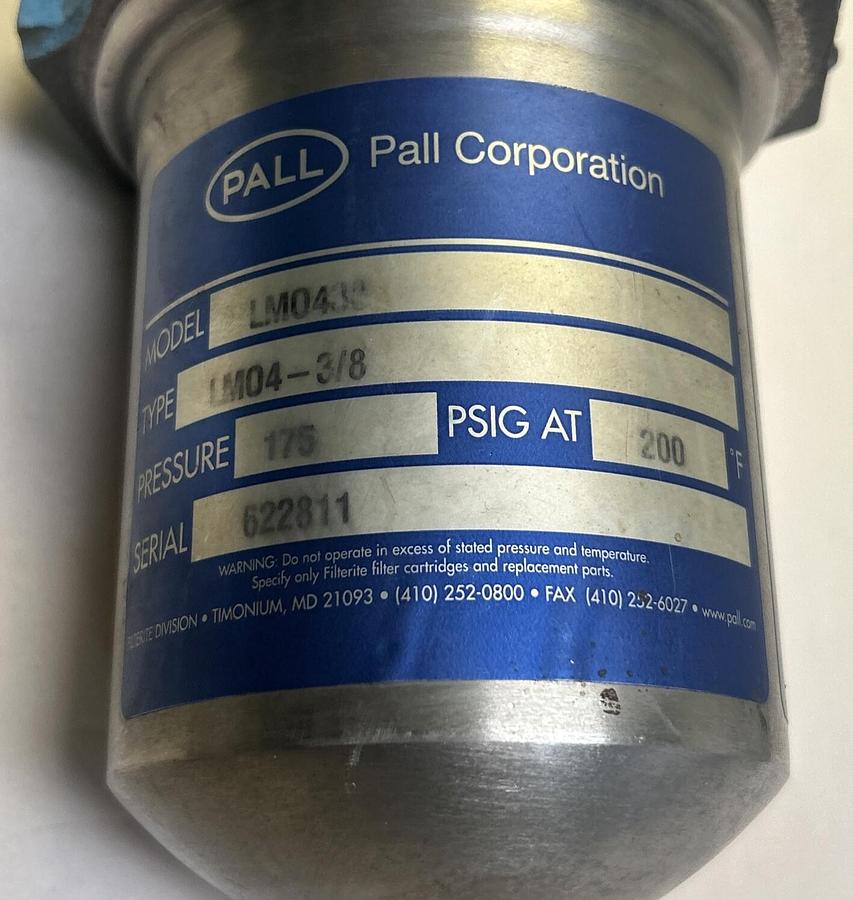 PALL Pall Corporation
MODEL LMO438
TYPE LMO4-3/8
PRESSURE 175 PSIG AT 200 °F
SERIAL 622811
WARNING: Do not operate in excess of stated pressure and temperature.
Specify only Filterite filter cartridges and replacement parts.
FILTERITE DIVISION • TIMONIUM, MD 21093 • (410) 252-0800 • FAX (410) 252-6027 • www.pall.com